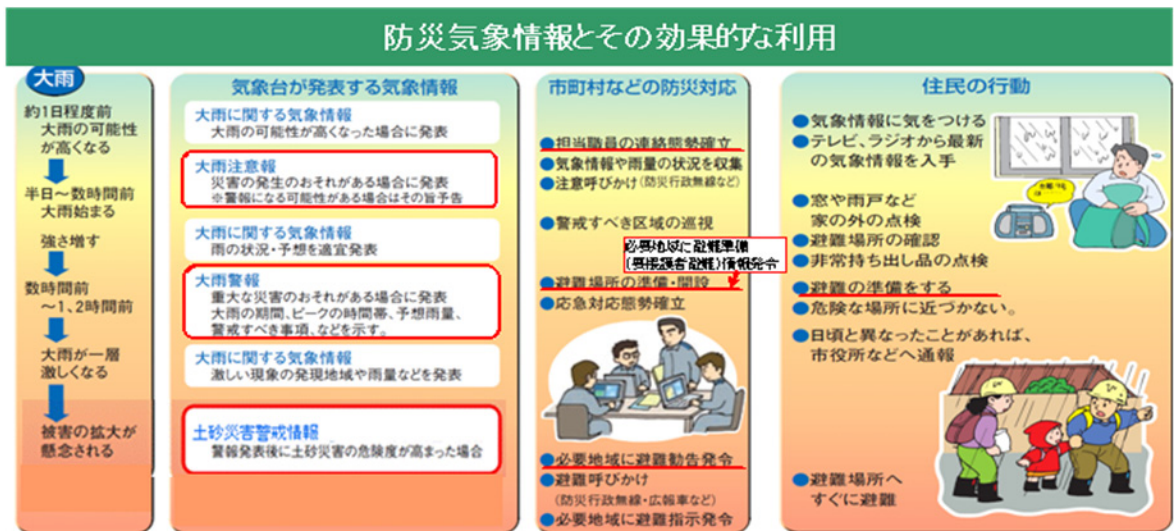 防災気象情報とその効果的な利用
大雨
約1日程度前
大雨の可能性
が高くなる
半日～数時間前
大雨始まる
強さ増す
数時間前
～1、2時間前
大雨が一層
激しくなる
被害の拡大が
懸念される
気象台が発表する気象情報
大雨に関する気象情報
大雨の可能性が高くなった場合に発表
大雨注意報
災害の発生のおそれがある場合に発表
※警報になる可能性がある場合はその旨予告
大雨に関する気象情報
雨の状況・予想を適宜発表
大雨警報
重大な災害のおそれがある場合に発表
大雨の期間、ピークの時間帯、予想雨量、
警戒すべき事項、などを示す。
大雨に関する気象情報
激しい現象の発現地域や雨量などを発表
土砂災害警戒情報
警報発表後に土砂災害の危険度が高まった場合
市町村などの防災対応
●担当職員の連絡態勢確立
●気象情報や雨量の状況を収集
●注意呼びかけ(防災行政無線など)
●警戒すべき区域の巡視
必要地域に避難準備
(要援護者避難)情報発令
●避難場所の準備・開設
●応急対応態勢確立
●必要地域に避難勧告発令
●避難呼びかけ
(防災行政無線・広報車など)
●必要地域に避難指示発令
住民の行動
●気象情報に気をつける
●テレビ、ラジオから最新
の気象情報を入手
●窓や雨戸など
家の外の点検
●避難場所の確認
●非常持ち出し品の点検
●避難の準備をする
●危険な場所に近づかない。
●日頃と異なったことがあれば、
市役所などへ通報
●避難場所へ
すぐに避難